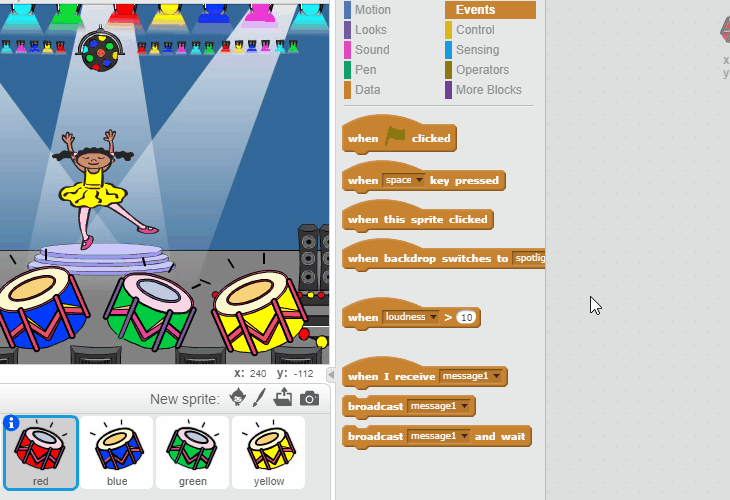 Motion
Events
Looks
Control
Sound
Sensing
Pen
Operators
Data
More Blocks
when clicked
when space key pressed
when this sprite clicked
when backdrop switches to
when loudness > 10
when I receive message1
broadcast message1
broadcast message1 and wait
x
y
x: 240 y: -112
New sprite:
i
red
blue
green
yellow